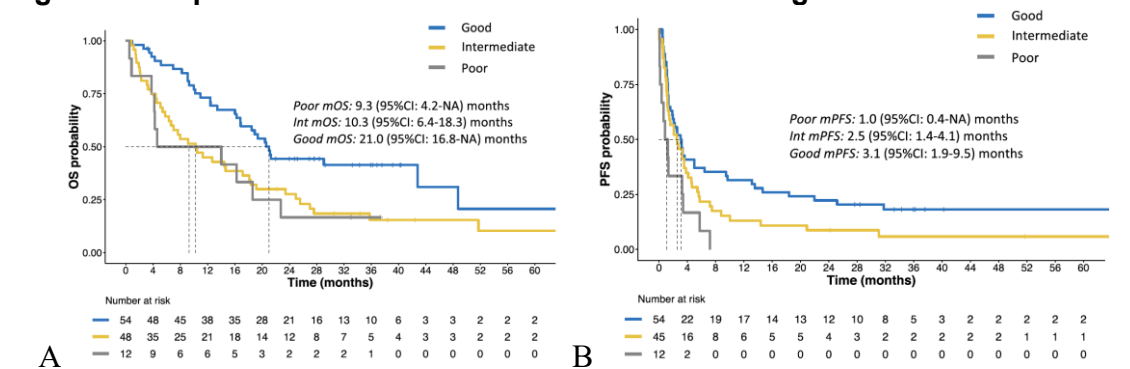 Good
Intermediate
Poor
Poor mOS: 9.3 (95%CI: 4.2-NA) months
Int mOS: 10.3 (95%CI: 6.4-18.3) months
Good mOS: 21.0 (95%CI: 16.8-NA) months
OS probability
1.00
0.75
0.50
0.25
0.00
0 4 8 12 16 20 24 28 32 36 40 44 48 52 56 60
Time (months)
Number at risk
54 48 45 38 35 28 21 16 13 10 6 3 3 2 2 2
48 35 25 21 18 14 12 8 7 5 4 3 3 2 2 2
12 9 6 6 5 3 2 2 2 1 0 0 0 0 0 0
A
Good
Intermediate
Poor
Poor mPFS: 1.0 (95%CI: 0.4-NA) months
Int mPFS: 2.5 (95%CI: 1.4-4.1) months
Good mPFS: 3.1 (95%CI: 1.9-9.5) months
PFS probability
1.00
0.75
0.50
0.25
0.00
0 4 8 12 16 20 24 28 32 36 40 44 48 52 56 60
Time (months)
Number at risk
54 22 19 17 14 13 12 10 8 5 3 2 2 2 2 2
45 16 8 6 5 5 4 3 2 2 2 2 2 1 1 1
12 2 0 0 0 0 0 0 0 0 0 0 0 0 0 0
B